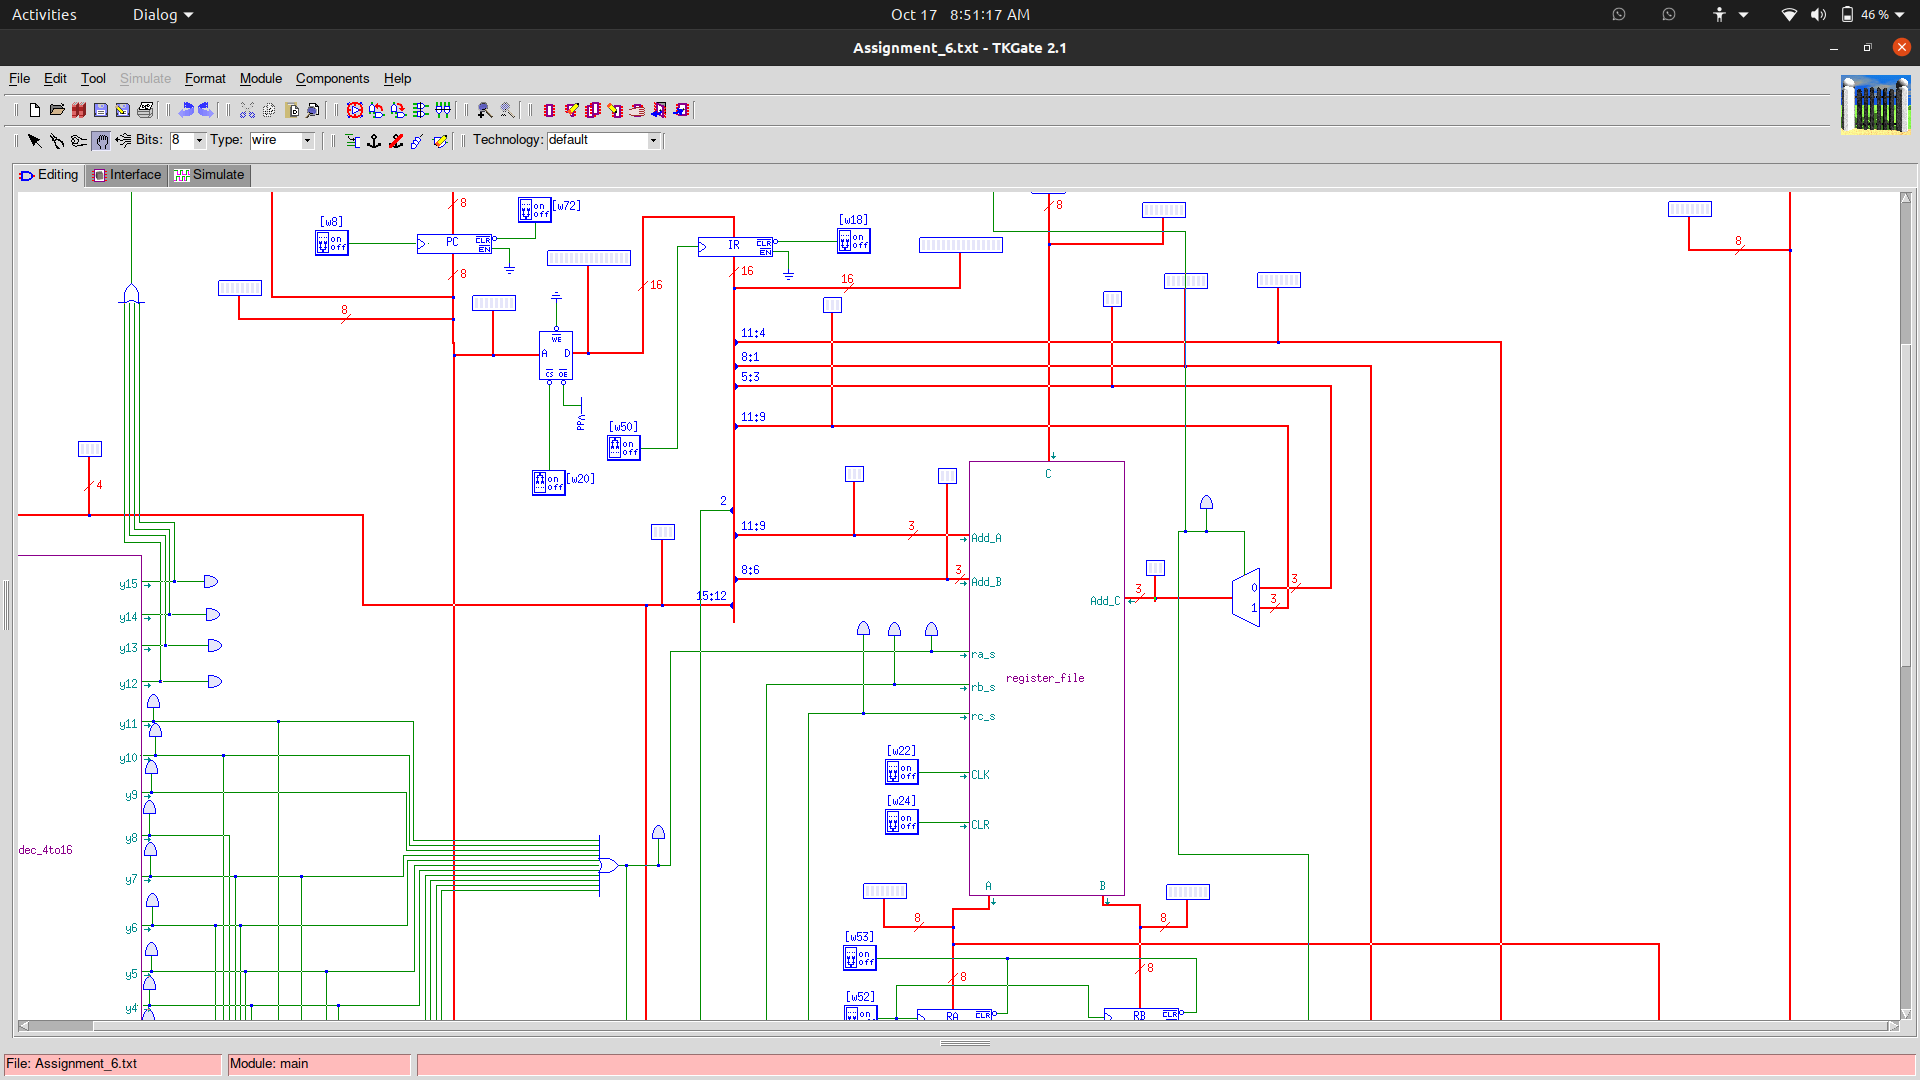 Activities Dialog Oct 17 8:51:17 AM 46 %
Assignment_6.txt - TKGate 2.1
File Edit Tool Simulate Format Module Components Help
Bits: 8 Type: wire Technology: default
Editing Interface Simulate
[w8]
on
off
8
on
off
[w72]
PC
CLR
EN
8
8
[w18]
on
off
IR
CLR
EN
16
16
16
8
8
WE
A D
CS OE
Vdd
[w50]
on
off
on
off
[w20]
11:4
8:1
5:3
11:9
2
11:9
3
8:6
3
15:12
4
C
Add_A
Add_B
Add_C
3
0
1
3
3
ra_s
register_file
rb_s
rc_s
[w22]
on
off
CLK
[w24]
on
off
CLR
A B
8
8
[w53]
on
off
8
8
[w52]
on
RA CLR
RB CLR
y15
y14
y13
y12
y11
y10
y9
y8
dec_4to16
y7
y6
y5
y4
File: Assignment_6.txt Module: main